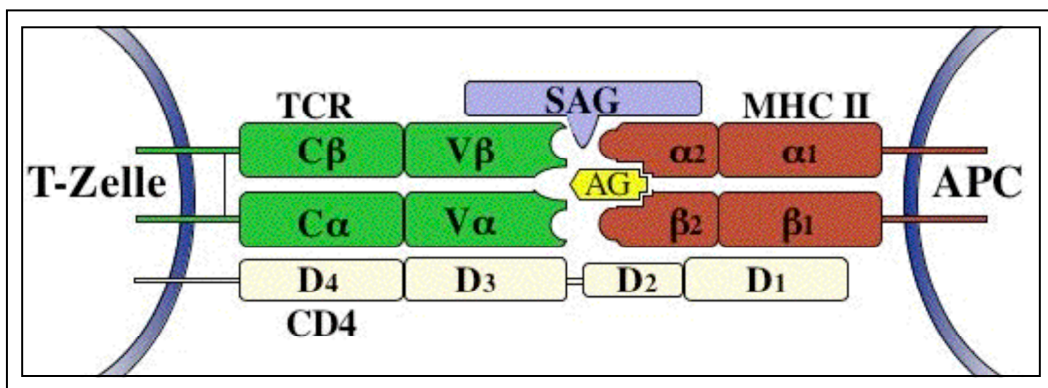 TCR SAG MHC II
Cβ Vβ α2 α1
T-Zelle AG APC
Cα Vα β2 β1
D4 D3 D2 D1
CD4